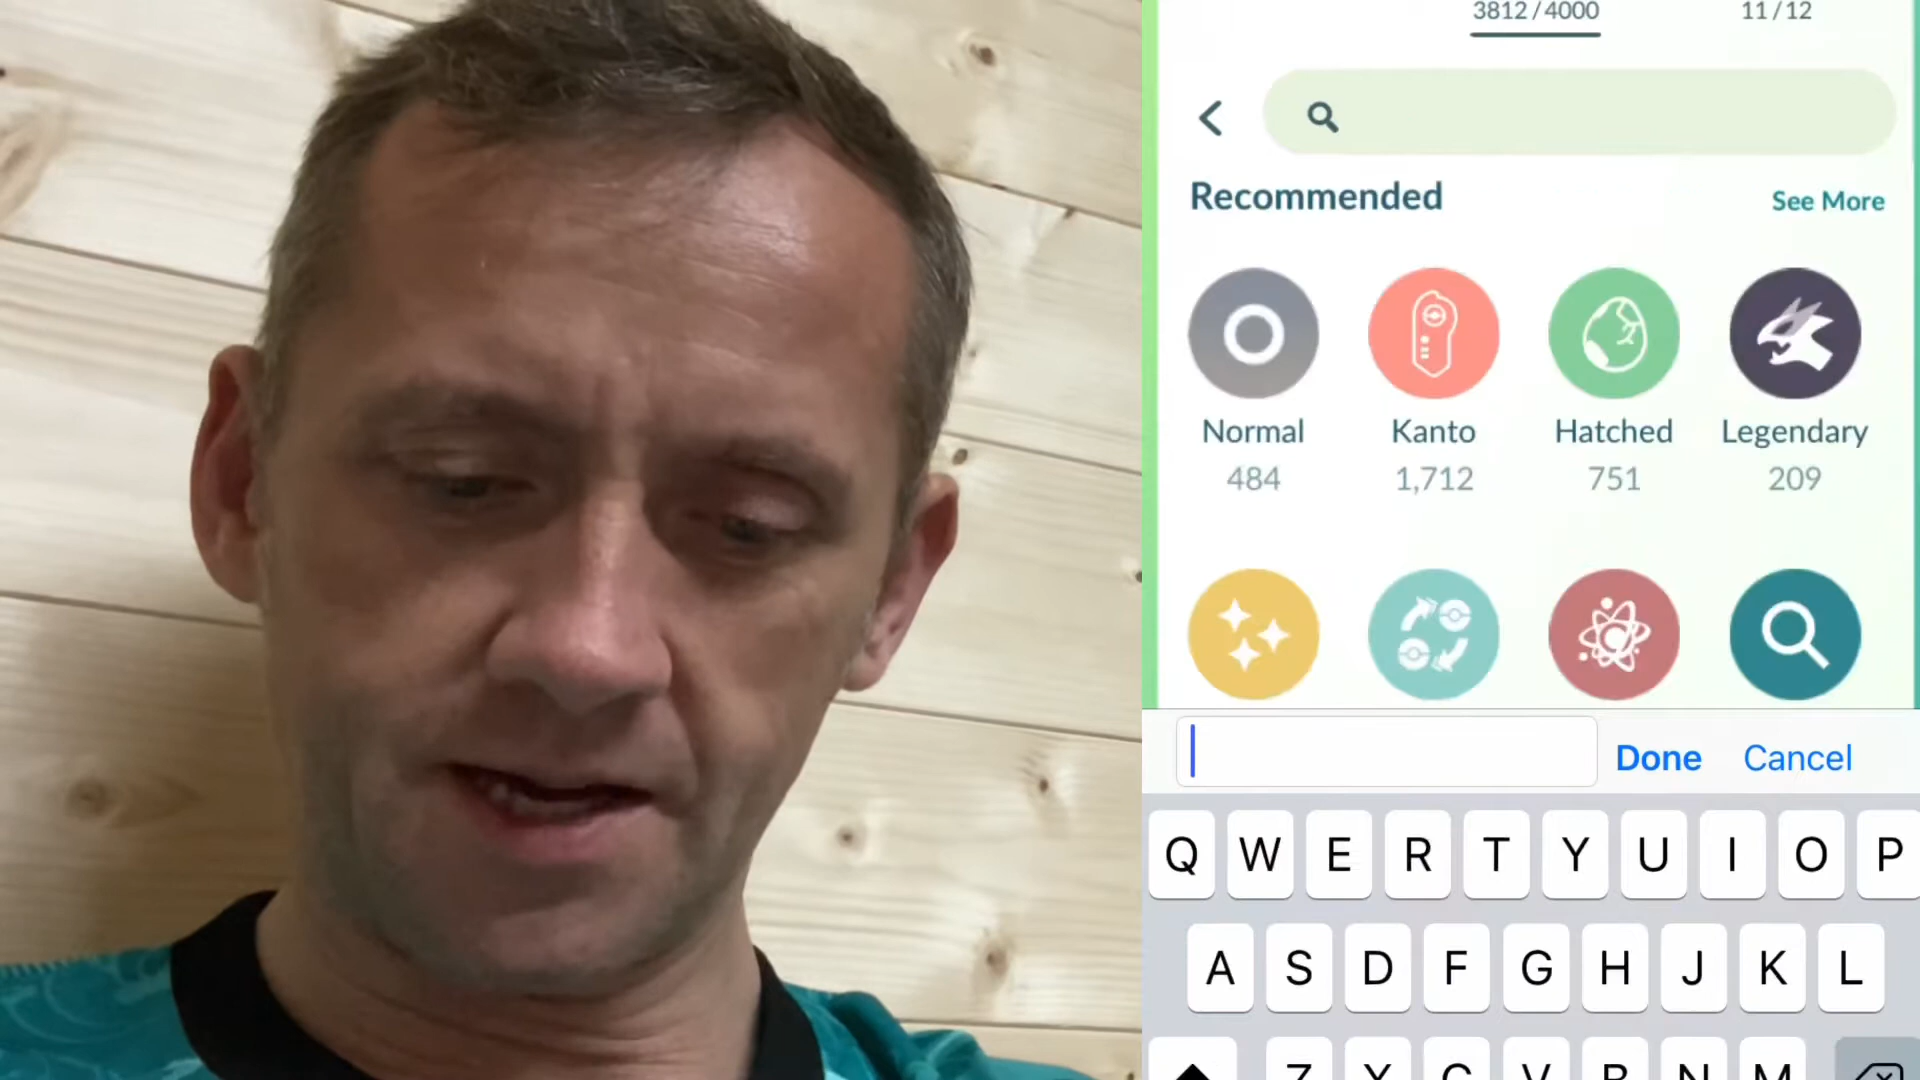 3812 / 4000
11 / 12
Recommended
See More
Normal
Kanto
Hatched
Legendary
484
1,712
751
209
Done
Cancel
Q W E R T Y U I O P
A S D F G H J K L
Z X C V B N M